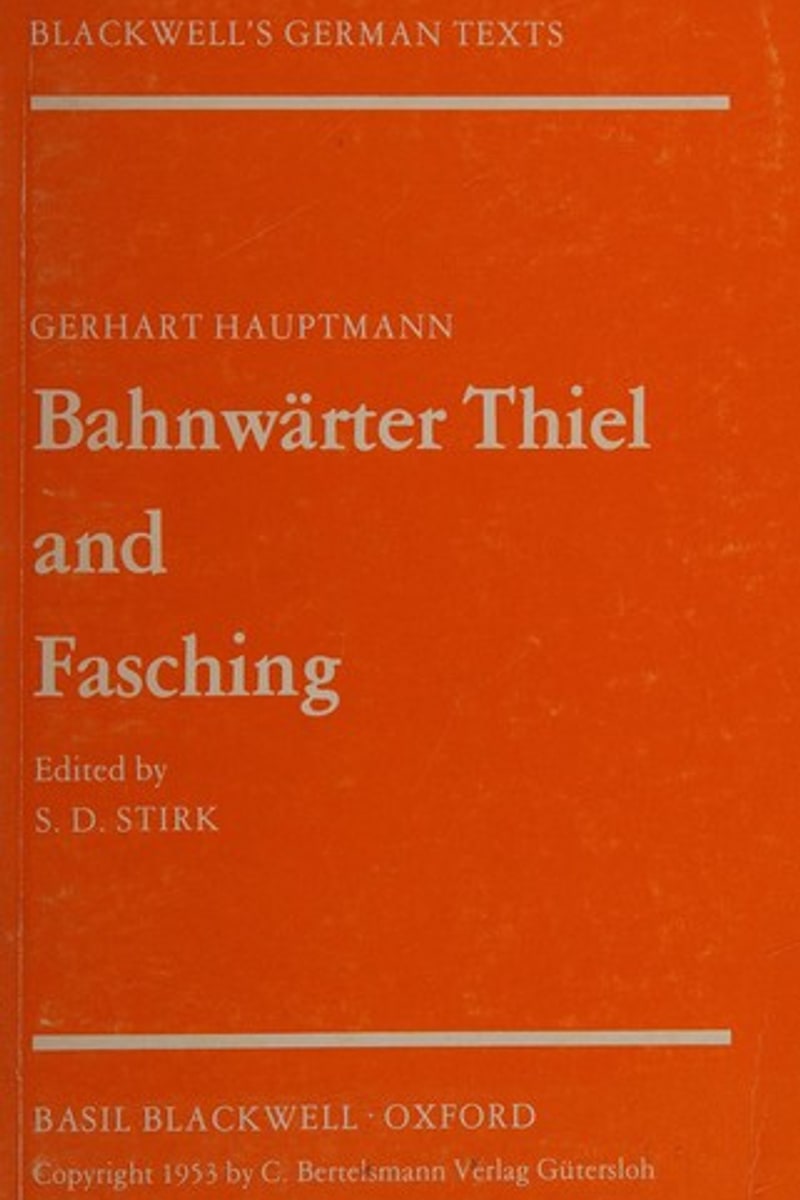 BLACKWELL'S GERMAN TEXTS
GERHART HAUPTMANN
Bahnwärter Thiel
and
Fasching
Edited by
S. D. STIRK
BASIL BLACKWELL · OXFORD
Copyright 1953 by C. Bertelsmann Verlag Gütersloh